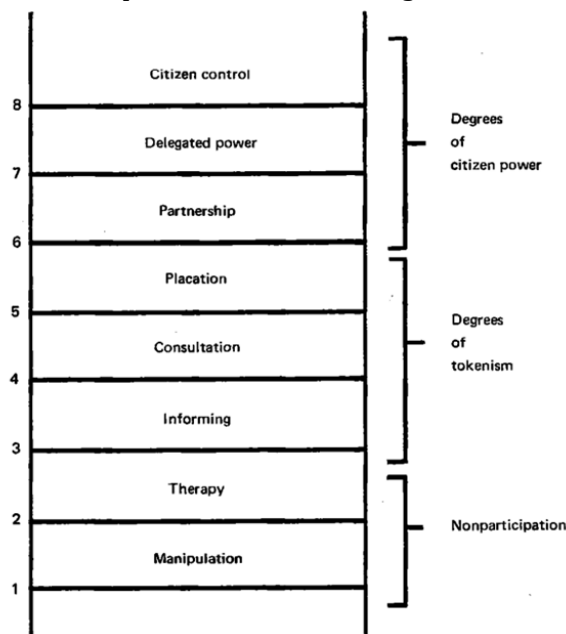 Citizen control
8
Delegated power
7
Partnership
6
Placation
5
Consultation
4
Informing
3
Therapy
2
Manipulation
1
Degrees
of
citizen power
Degrees
of
tokenism
Nonparticipation